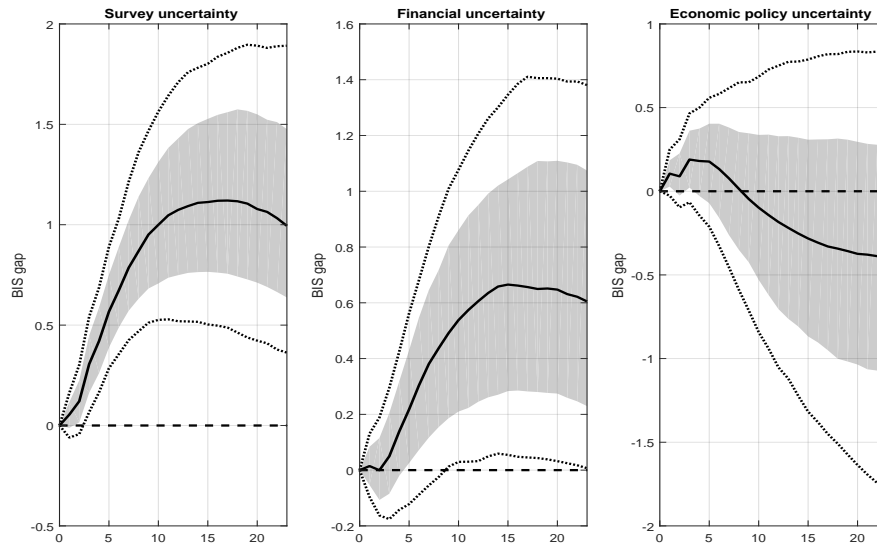 Survey uncertainty
2
1.5
1
0.5
0
-0.5
BIS gap
0 5 10 15 20
Financial uncertainty
1.6
1.4
1.2
1
0.8
0.6
0.4
0.2
0
-0.2
BIS gap
0 5 10 15 20
Economic policy uncertainty
1
0.5
0
-0.5
-1
-1.5
-2
BIS gap
0 5 10 15 20